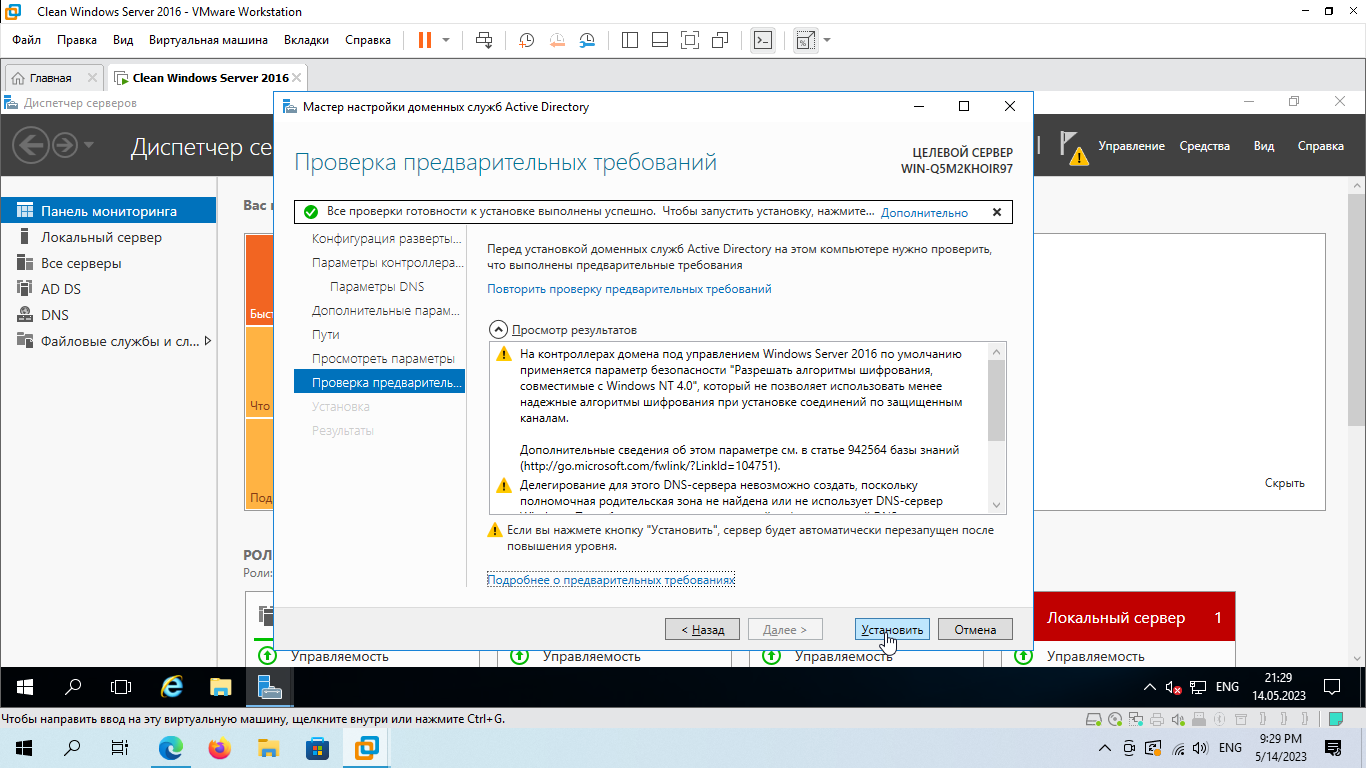 Clean Windows Server 2016 - VMware Workstation
Файл Правка Вид Виртуальная машина Вкладки Справка
Главная
Clean Windows Server 2016
Диспетчер серверов
Мастер настройки доменных служб Active Directory
Диспетчер се
Управление Средства Вид Справка
Проверка предварительных требований
ЦЕЛЕВОЙ СЕРВЕР
WIN-Q5M2KHOIR97
Все проверки готовности к установке выполнены успешно. Чтобы запустить установку, нажмите... Дополнительно
Панель мониторинга
Локальный сервер
Все серверы
AD DS
DNS
Файловые службы и сл...
Вас
Быст
Что
Под
РОЛ
Роли:
Конфигурация разверты...
Параметры контроллера...
Параметры DNS
Дополнительные парам...
Пути
Просмотреть параметры
Проверка предваритель...
Установка
Результаты
Перед установкой доменных служб Active Directory на этом компьютере нужно проверить,
что выполнены предварительные требования
Повторить проверку предварительных требований
Просмотр результатов
На контроллерах домена под управлением Windows Server 2016 по умолчанию
применяется параметр безопасности "Разрешать алгоритмы шифрования,
совместимые с Windows NT 4.0", который не позволяет использовать менее
надежные алгоритмы шифрования при установке соединений по защищенным
каналам.
Дополнительные сведения об этом параметре см. в статье 942564 базы знаний
(http://go.microsoft.com/fwlink/?LinkId=104751).
Делегирование для этого DNS-сервера невозможно создать, поскольку
полномочная родительская зона не найдена или не использует DNS-сервер
Если вы нажмете кнопку "Установить", сервер будет автоматически перезапущен после
повышения уровня.
Подробнее о предварительных требованиях
< Назад Далее > Установить Отмена
Скрыть
Локальный сервер 1
Управляемость Управляемость Управляемость Управляемость
ENG
21:29
14.05.2023
Чтобы направить ввод на эту виртуальную машину, щелкните внутри или нажмите Ctrl+G.
ENG
9:29 PM
5/14/2023